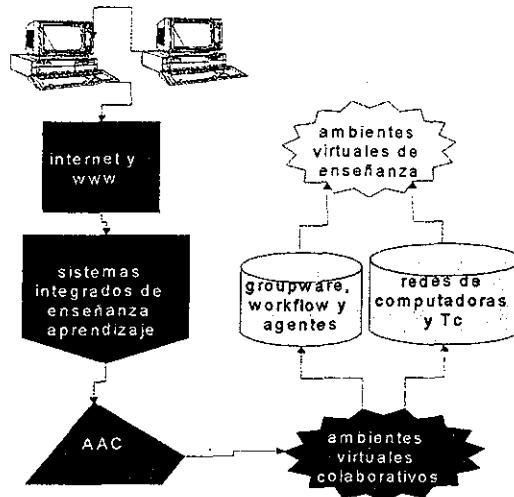 internet y
www
sistemas
integrados de
enseñanza
aprendizaje
AAC
ambientes
virtuales de
enseñanza
groupware,
workflow y
agentes
redes de
computadoras
y Tc
ambientes
virtuales
colaborativos